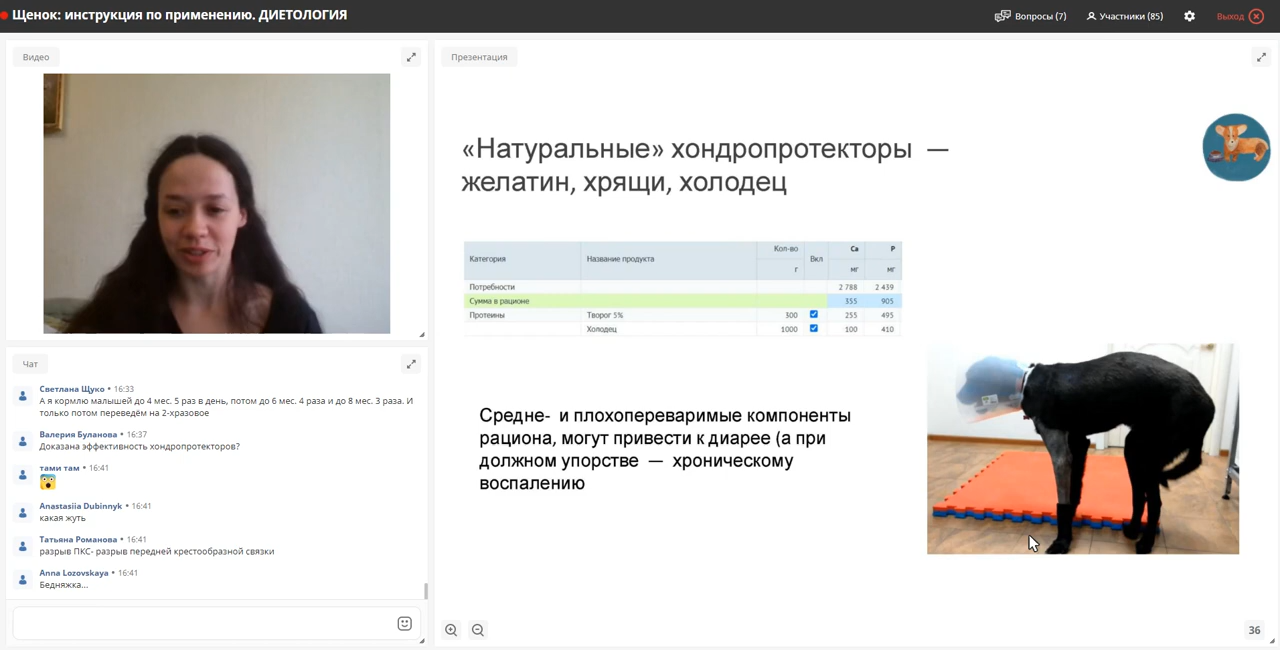 Щенок: инструкция по применению. ДИЕТОЛОГИЯ
Вопросы (7)
Участники (85)
Выход
Видео
Чат
Светлана Щуко • 16:33
А я кормлю малышей до 4 мес. 5 раз в день, потом до 6 мес. 4 раза и до 8 мес. 3 раза. И
только потом переведём на 2-хразовое
Валерия Буланова • 16:37
Доказана эффективность хондропротекторов?
тами там • 16:41
Anastasiia Dubinnyk • 16:41
какая жуть
Татьяна Романова • 16:41
разрыв ПКС- разрыв передней крестообразной связки
Anna Lozovskaya • 16:41
Бедняжка...
Презентация
«Натуральные» хондропротекторы —
желатин, хрящи, холодец
Категория Название продукта Кол-во г Вкл Ca мг P мг
Потребности 2 788 2 439
Сумма в рационе 355 905
Протеины Творог 5% 300 255 495
Холодец 1000 100 410
Средне- и плохопереваримые компоненты
рациона, могут привести к диарее (а при
должном упорстве — хроническому
воспалению
36